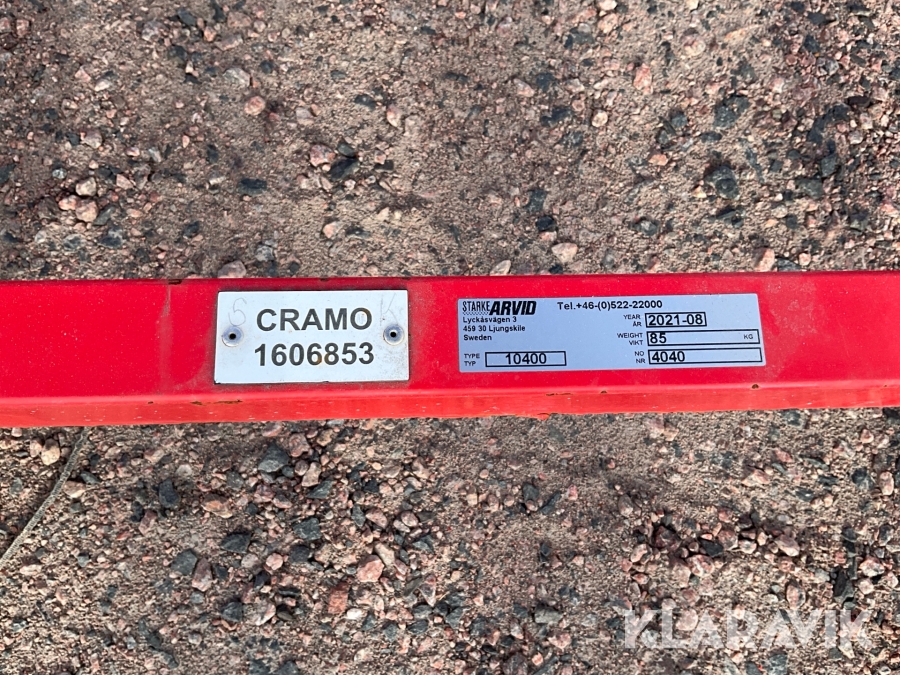 S K
CRAMO
1606853
STARKE ARVID
Lyckåsvägen 3
459 30 Ljungskile
Sweden
TYPE
TYP
10400
Tel.+46-(0)522-22000
YEAR
ÅR
2021-08
WEIGHT
VIKT
85 KG
NO
NR
4040
KLARAVIK